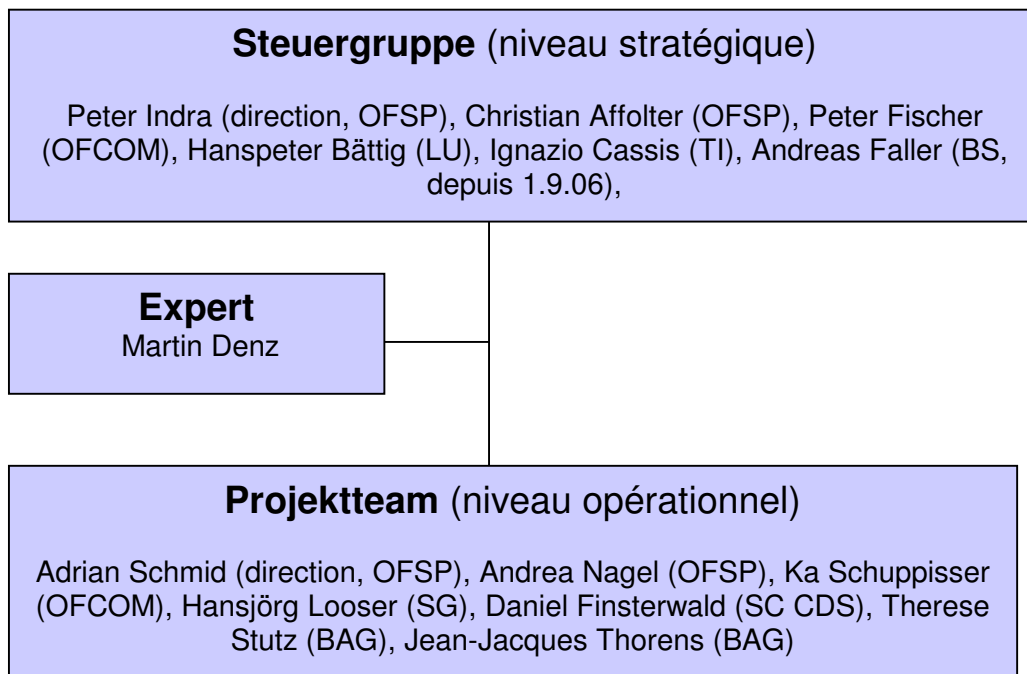 Steuergruppe (niveau stratégique)
Peter Indra (direction, OFSP), Christian Affolter (OFSP), Peter Fischer
(OFCOM), Hanspeter Bättig (LU), Ignazio Cassis (TI), Andreas Faller (BS,
depuis 1.9.06),
Expert
Martin Denz
Projektteam (niveau opérationnel)
Adrian Schmid (direction, OFSP), Andrea Nagel (OFSP), Ka Schuppisser
(OFCOM), Hansjörg Looser (SG), Daniel Finsterwald (SC CDS), Therese
Stutz (BAG), Jean-Jacques Thorens (BAG)